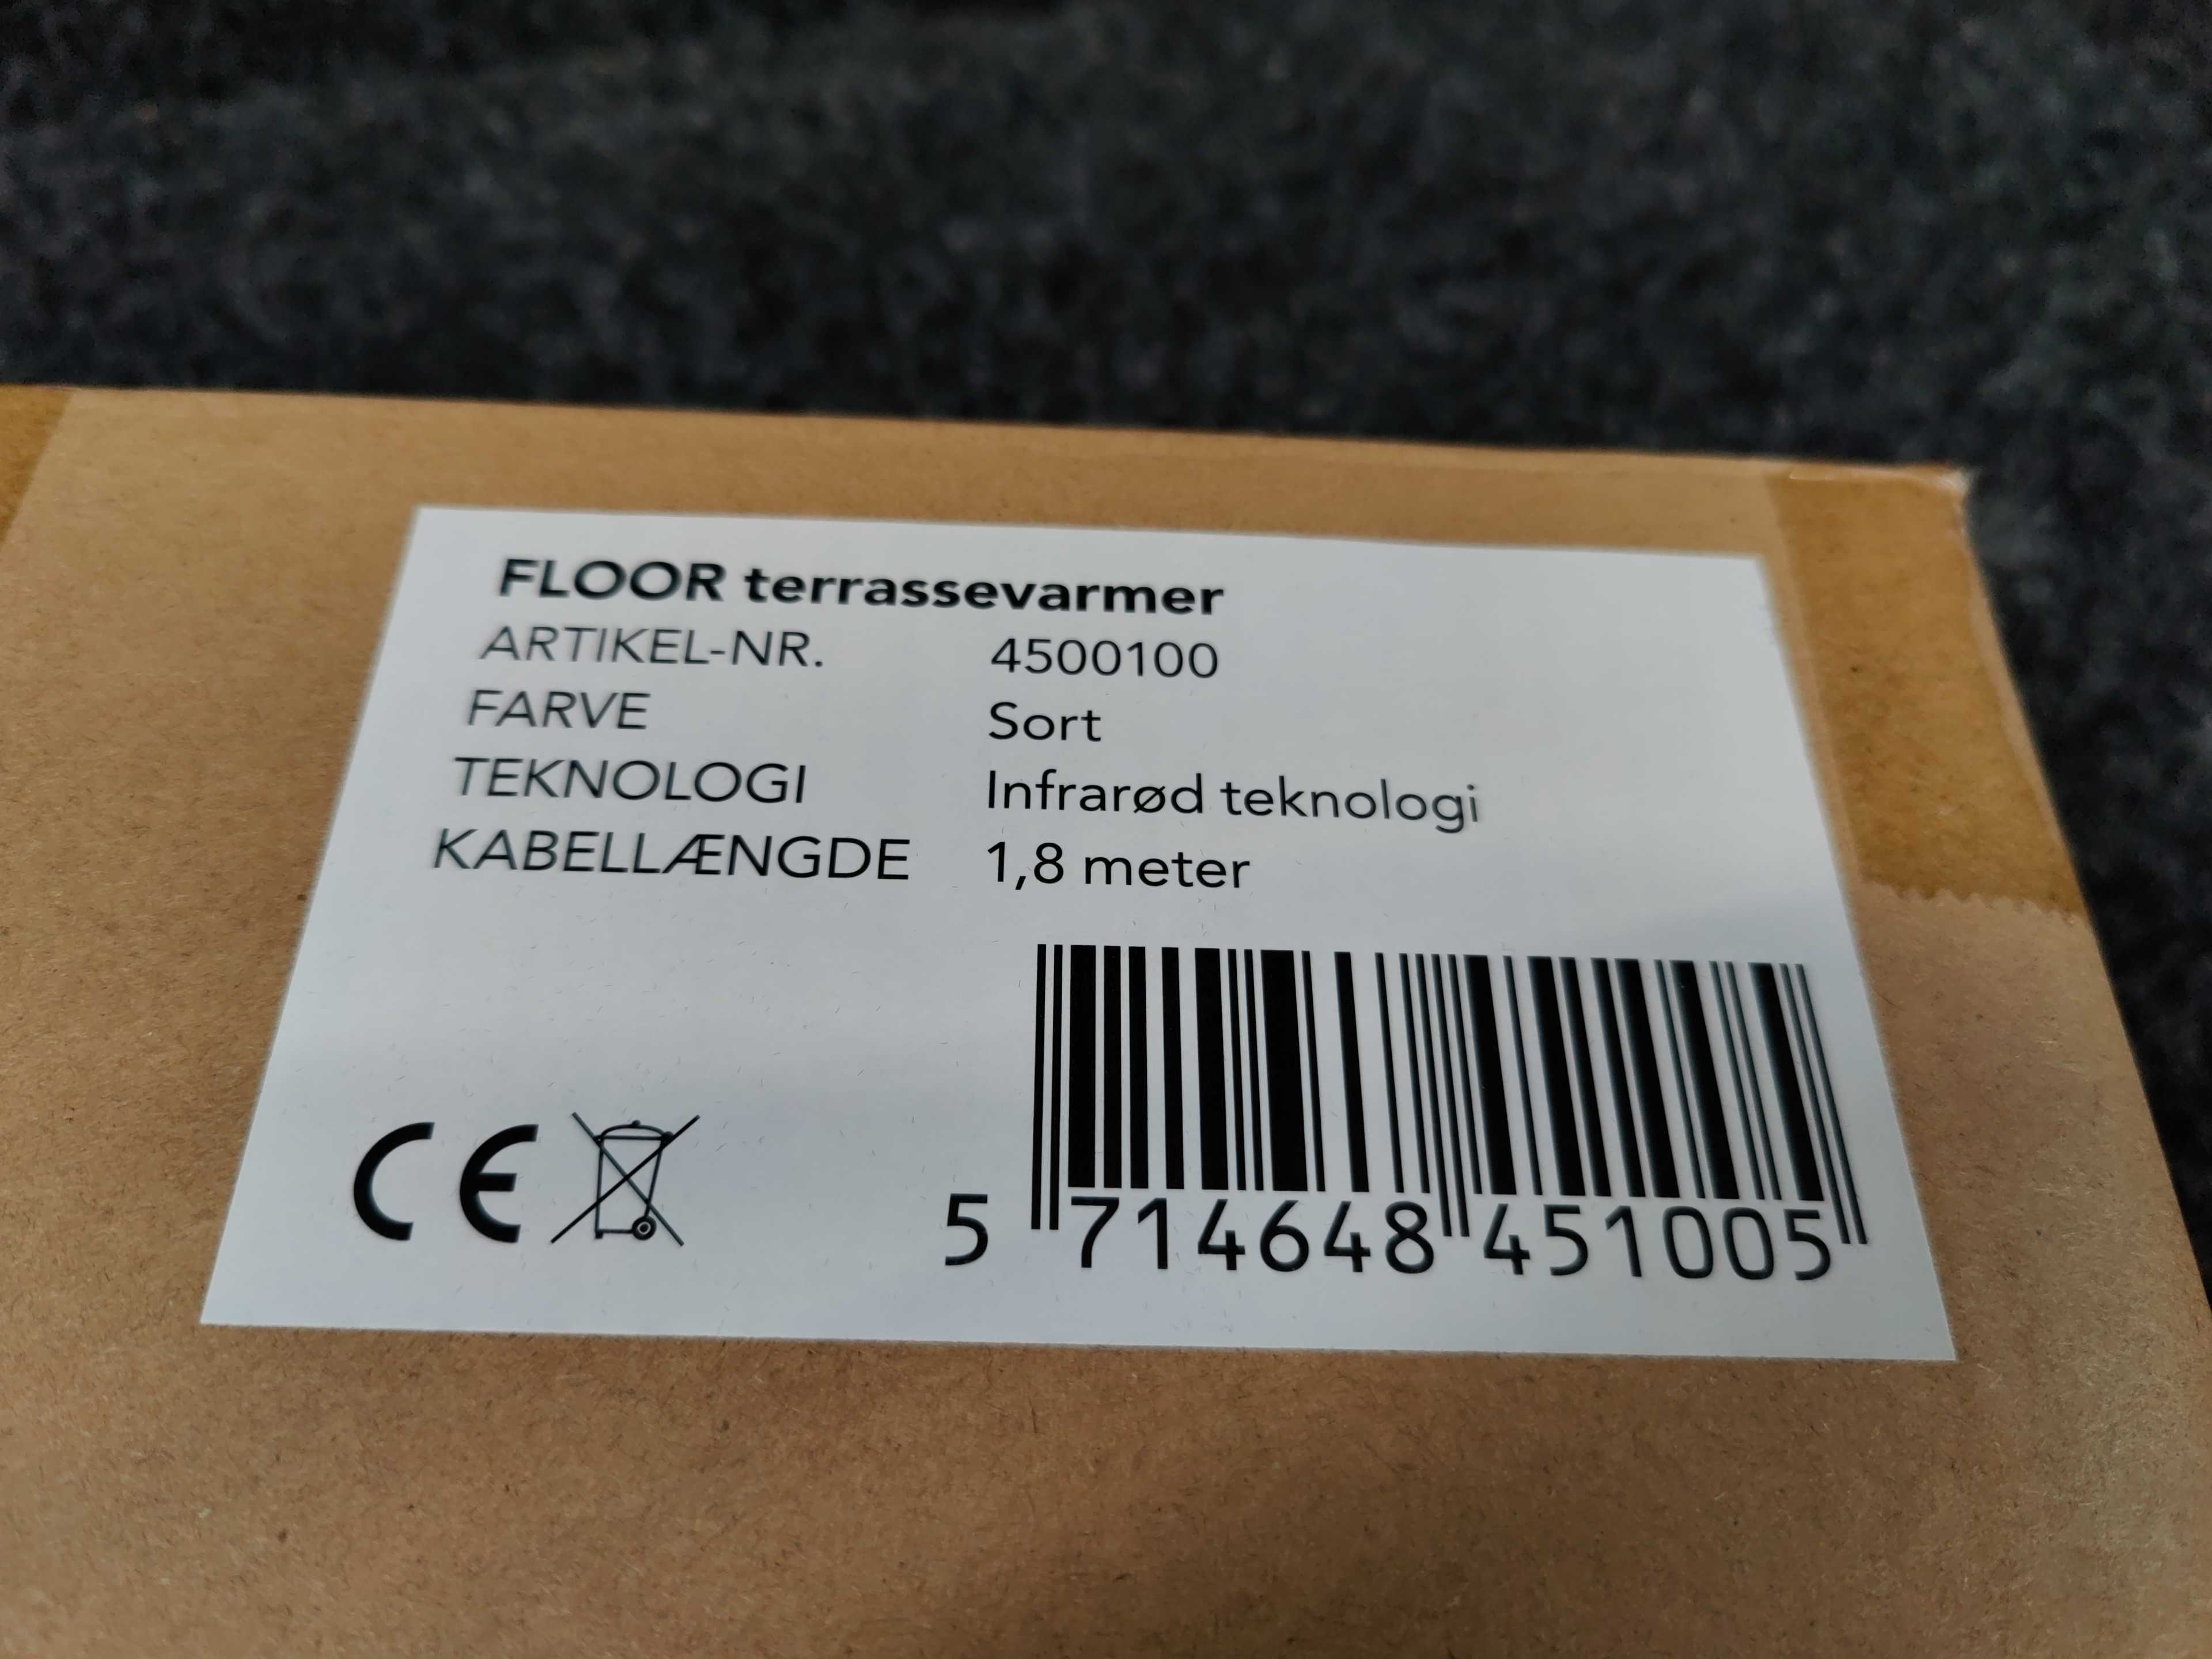 FLOOR terrassevarmer
ARTIKEL-NR. 4500100
FARVE Sort
TEKNOLOGI Infrarød teknologi
KABELLÆNGDE 1,8 meter
CE
5 714648 451005